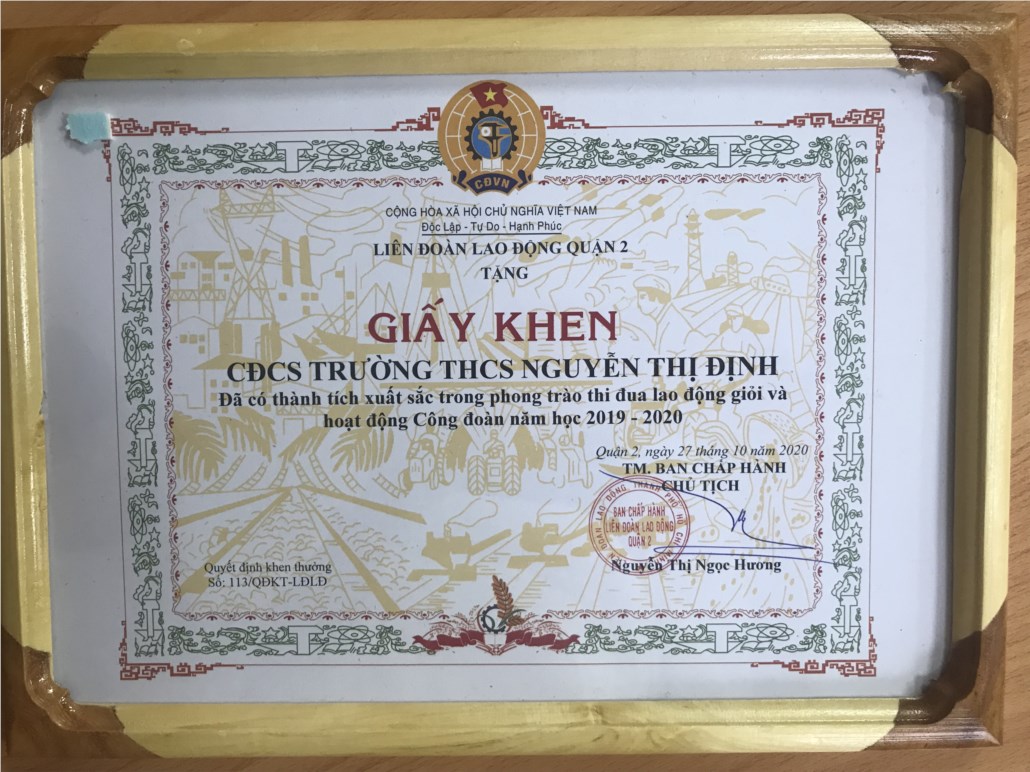 CĐVN
CỘNG HÒA XÃ HỘI CHỦ NGHĨA VIỆT NAM
Độc Lập - Tự Do - Hạnh Phúc
LIÊN ĐOÀN LAO ĐỘNG QUẬN 2
TẶNG
GIẤY KHEN
CĐCS TRƯỜNG THCS NGUYỄN THỊ ĐỊNH
Đã có thành tích xuất sắc trong phong trào thi đua lao động giỏi và
hoạt động Công đoàn năm học 2019 - 2020
Quận 2, ngày 27 tháng 10 năm 2020
TM. BAN CHẤP HÀNH
CHỦ TỊCH
BAN CHẤP HÀNH
LIÊN ĐOÀN LAO ĐỘNG
QUẬN 2
Nguyễn Thị Ngọc Hương
Quyết định khen thưởng
Số: 113/QĐKT-LĐLĐ